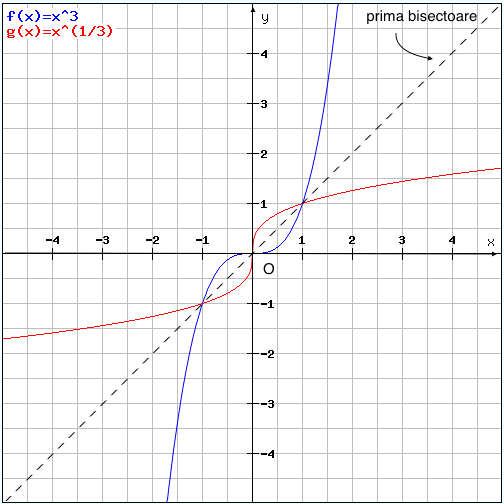 f(x)=x^3
g(x)=x^(1/3)
prima bisectoare
y
4
3
2
1
-4 -3 -2 -1 1 2 3 4 x
O
-1
-2
-3
-4